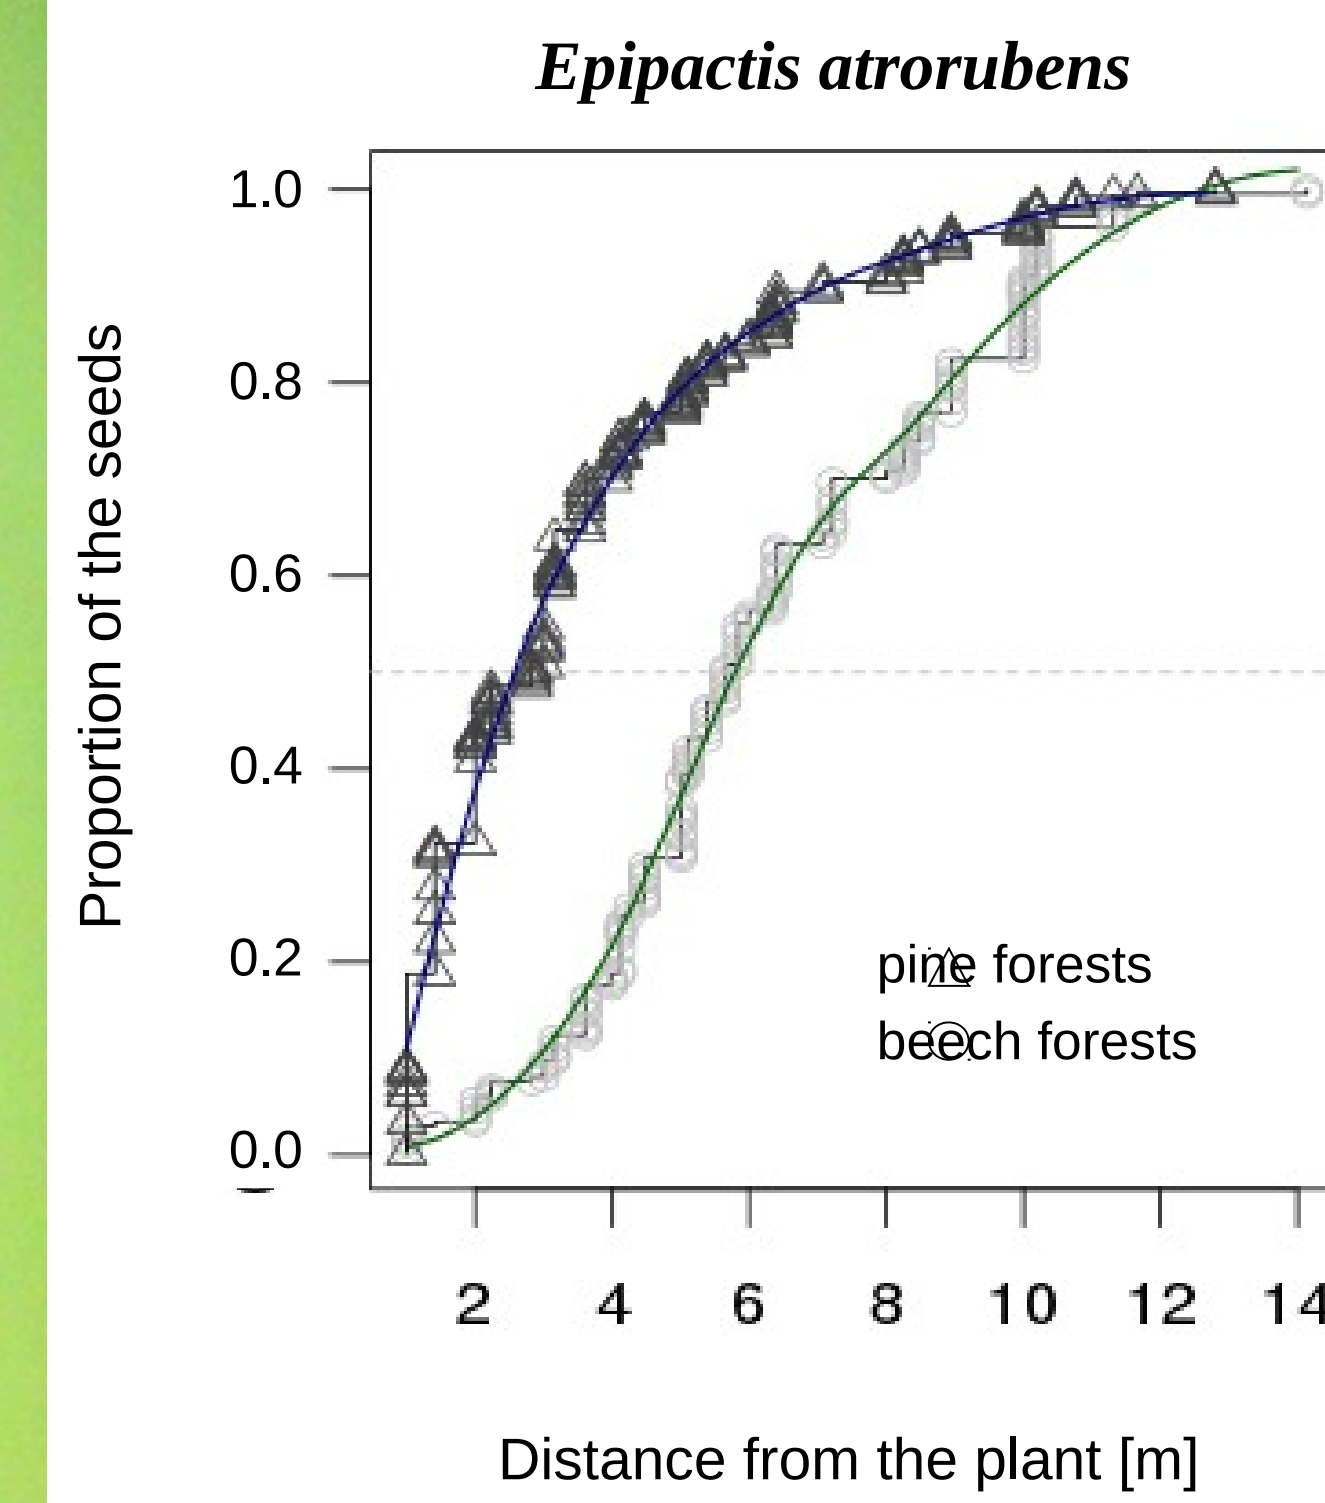 Epipactis atrorubens
Proportion of the seeds
1.0
0.8
0.6
0.4
0.2
0.0
pine forests
beech forests
2 4 6 8 10 12 14
Distance from the plant [m]